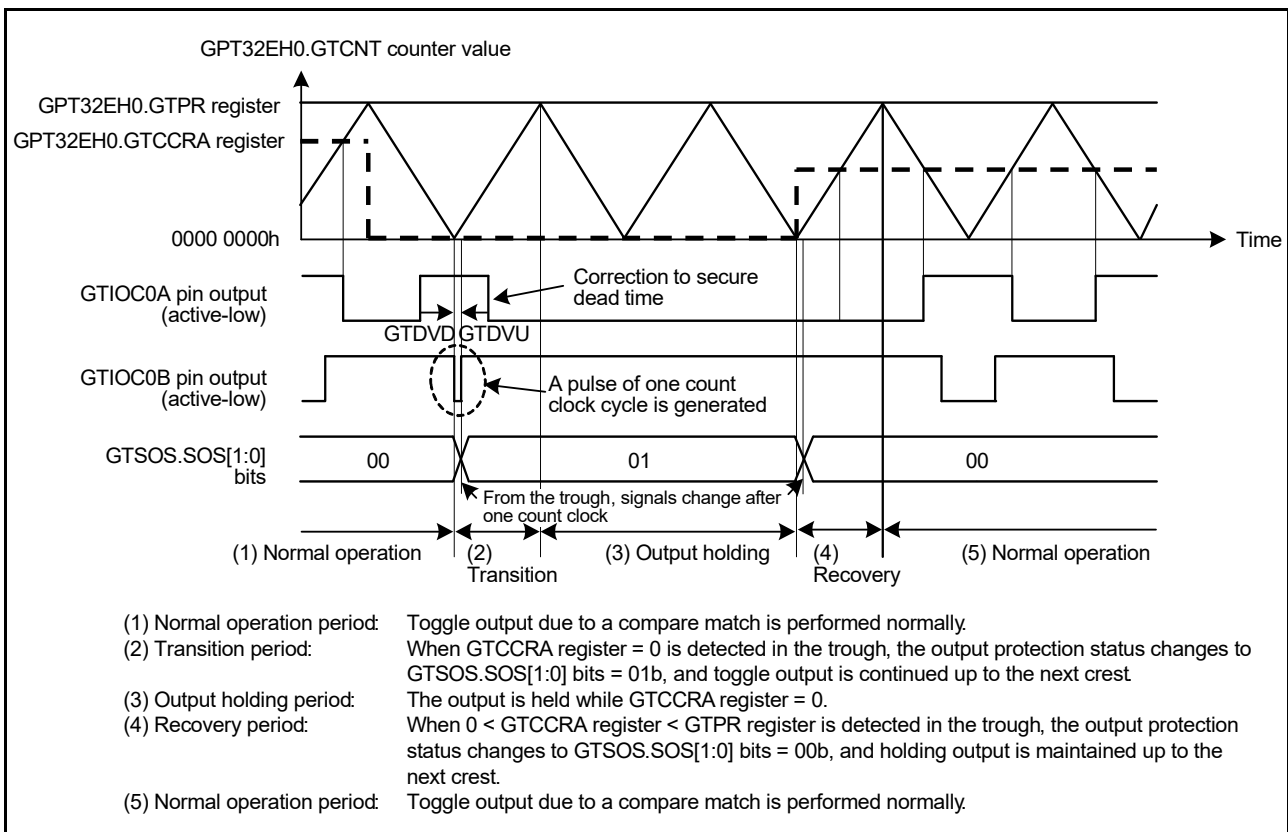 GPT32EH0.GTCNT counter value
GPT32EH0.GTPR register
GPT32EH0.GTCCRA register
0000 0000h
Time
GTIOC0A pin output
(active-low)
Correction to secure
dead time
GTDVD GTDVU
GTIOC0B pin output
(active-low)
A pulse of one count
clock cycle is generated
GTSOS.SOS[1:0]
bits
00
01
00
From the trough, signals change after
one count clock
(1) Normal operation
(2)
Transition
(3) Output holding
(4)
Recovery
(5) Normal operation
(1) Normal operation period: Toggle output due to a compare match is performed normally.
(2) Transition period: When GTCCRA register = 0 is detected in the trough, the output protection status changes to
GTSOS.SOS[1:0] bits = 01b, and toggle output is continued up to the next crest.
(3) Output holding period: The output is held while GTCCRA register = 0.
(4) Recovery period: When 0 < GTCCRA register < GTPR register is detected in the trough, the output protection
status changes to GTSOS.SOS[1:0] bits = 00b, and holding output is maintained up to the
next crest.
(5) Normal operation period: Toggle output due to a compare match is performed normally.